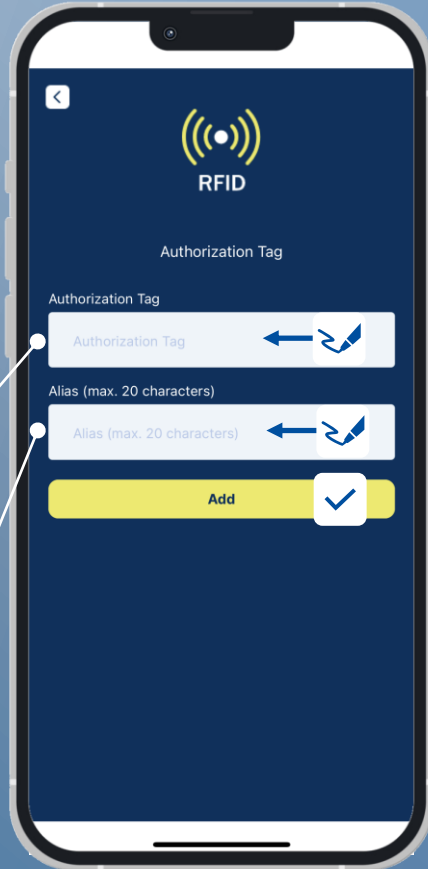 RFID
Authorization Tag
Authorization Tag
Authorization Tag
Alias (max. 20 characters)
Alias (max. 20 characters)
Add